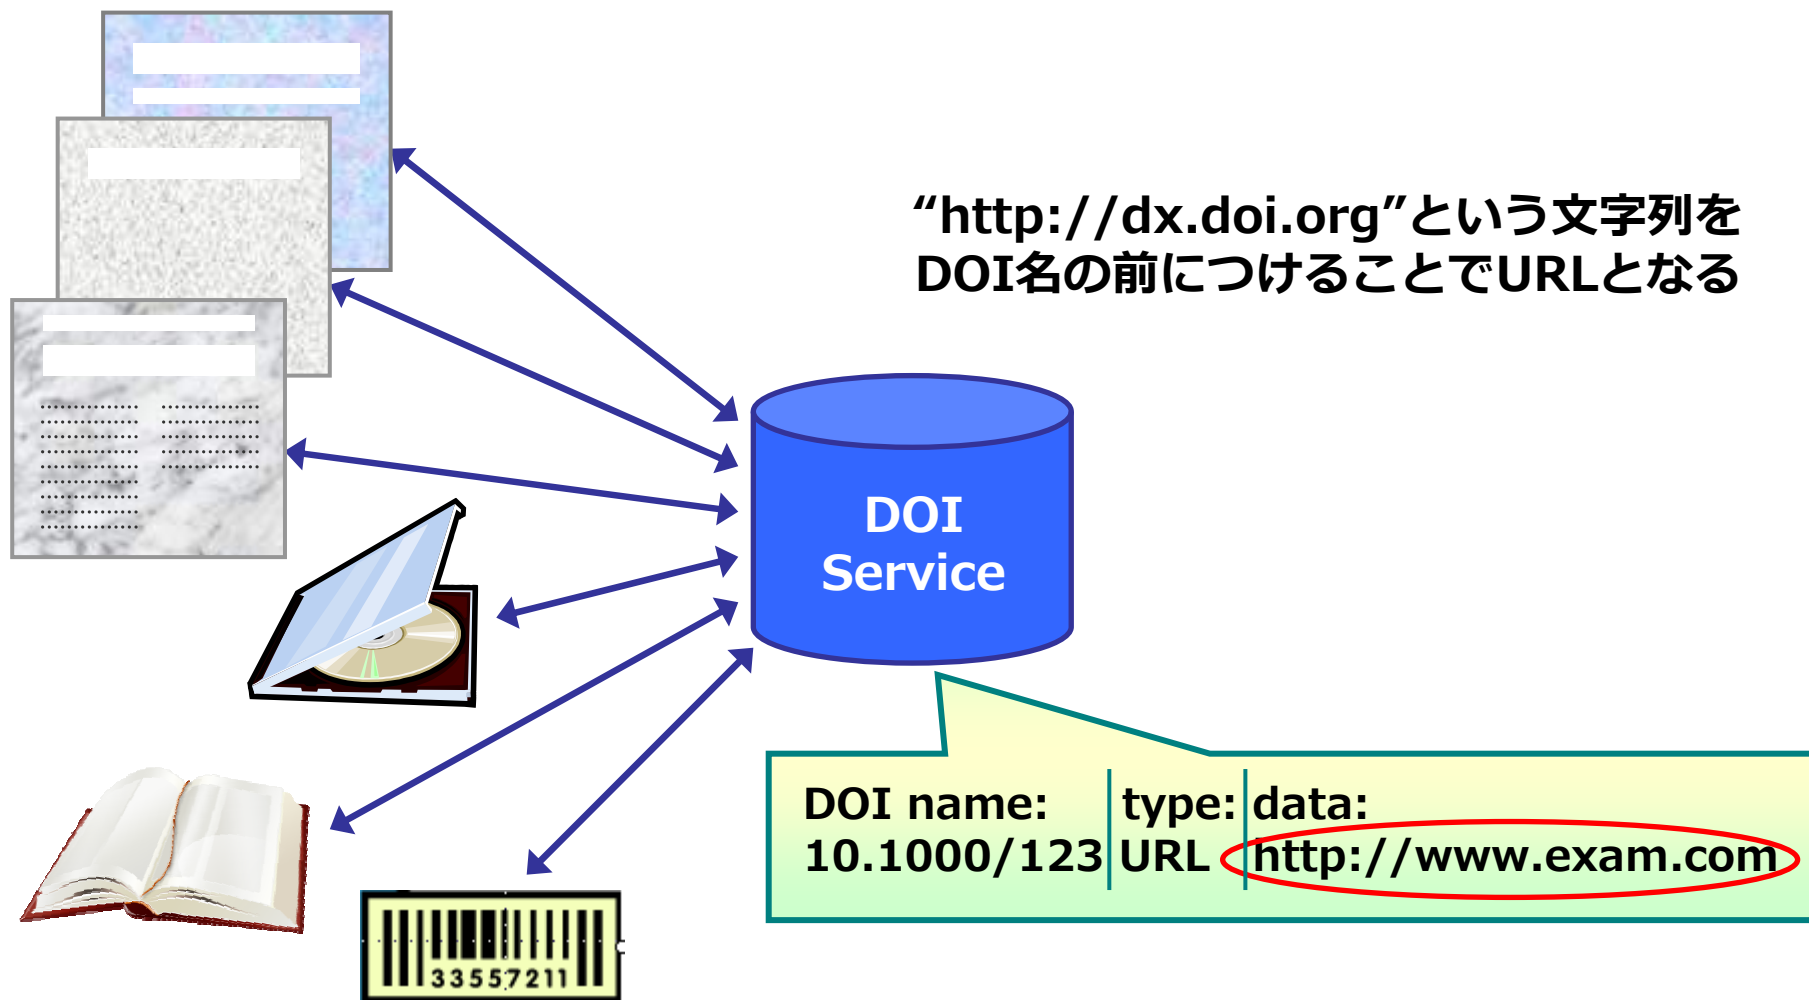 “http://dx.doi.org”という文字列を
DOI名の前につけることでURLとなる
DOI
Service
DOI name: type: data:
10.1000/123 URL http://www.exam.com
33557211